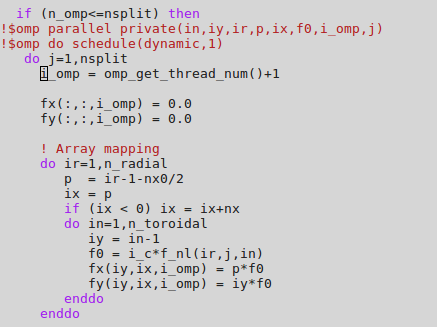 if (n_omp<=nsplit) then
!$omp parallel private(in,iy,ir,p,ix,f0,i_omp,j)
!$omp do schedule(dynamic,1)
do j=1,nsplit
i_omp = omp_get_thread_num()+1
fx(:,:,i_omp) = 0.0
fy(:,:,i_omp) = 0.0
! Array mapping
do ir=1,n_radial
p  = ir-1-nx0/2
ix = p
if (ix < 0) ix = ix+nx
do in=1,n_toroidal
iy = in-1
f0 = i_c*f_nl(ir,j,in)
fx(iy,ix,i_omp) = p*f0
fy(iy,ix,i_omp) = iy*f0
enddo
enddo